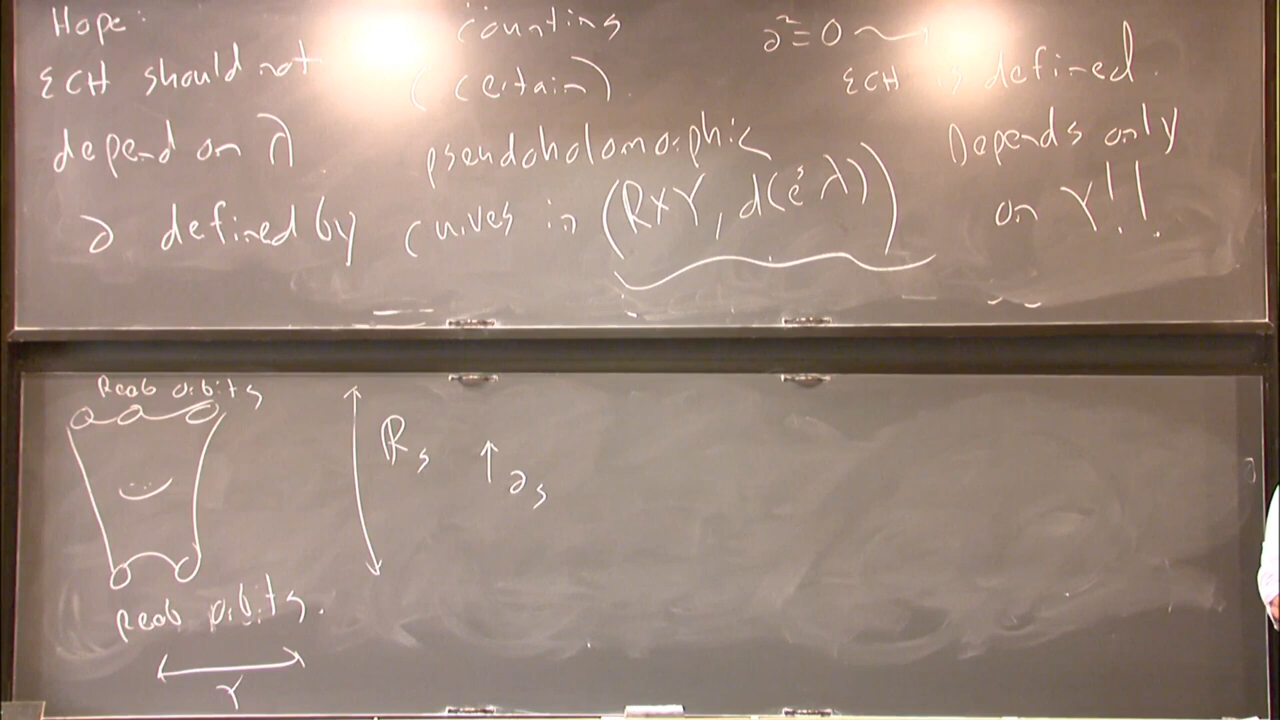 Hope:
ECH should not
depend on λ
∂ defined by
counting
(certain)
pseudoholomorphic
curves in (R×Y, d(e^s λ))
∂²=0
ECH is defined.
Depends only
on Y!!
Reeb orbits
Reeb orbits.
Y
ℝ_s
∂_s